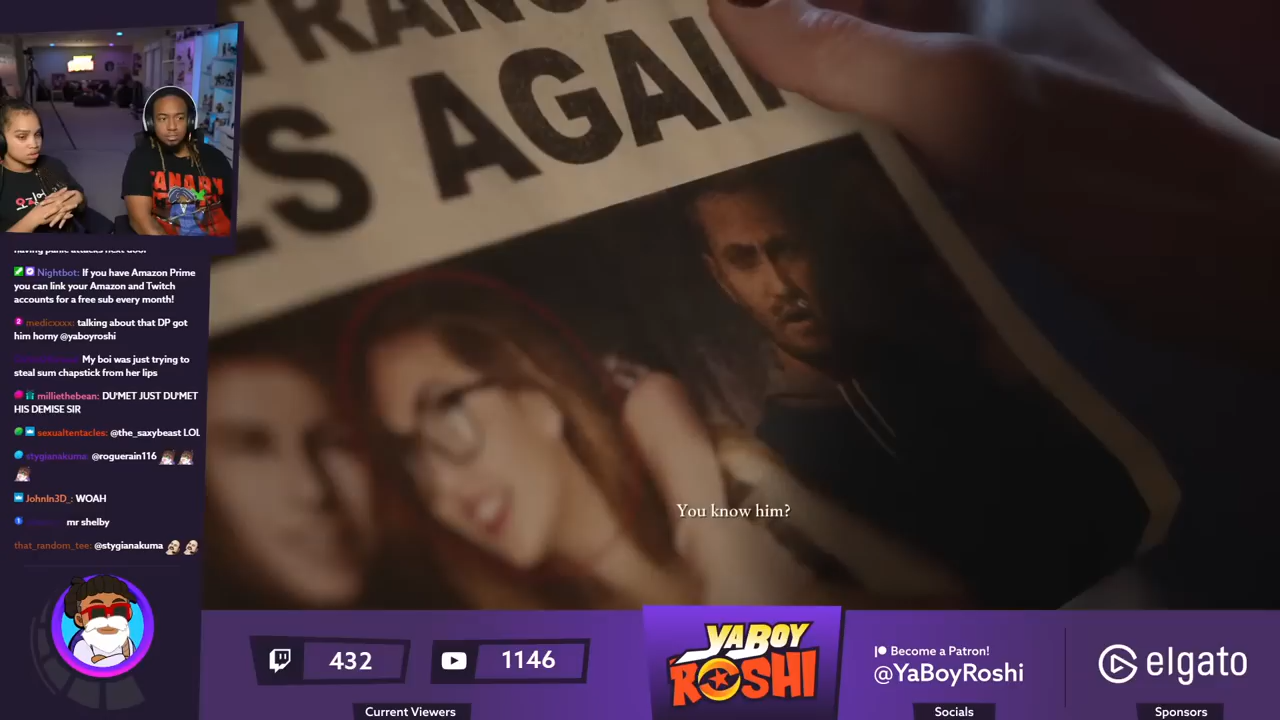 ES AGAIN
having panic attacks next door
Nightbot: If you have Amazon Prime
you can link your Amazon and Twitch
accounts for a free sub every month!
medicxxxx: talking about that DP got
him horny @yaboyroshi
My boi was just trying to
steal sum chapstick from her lips
milliethebean: DU'MET JUST DU'MET
HIS DEMISE SIR
sexualtentacles: @the_saxybeast LOL
stygianakuma: @roguerain116
JohnIn3D_: WOAH
mr shelby
that_random_tee: @stygianakuma
You know him?
432
1146
Current Viewers
YABOY
ROSHI
Become a Patron!
@YaBoyRoshi
Socials
elgato
Sponsors